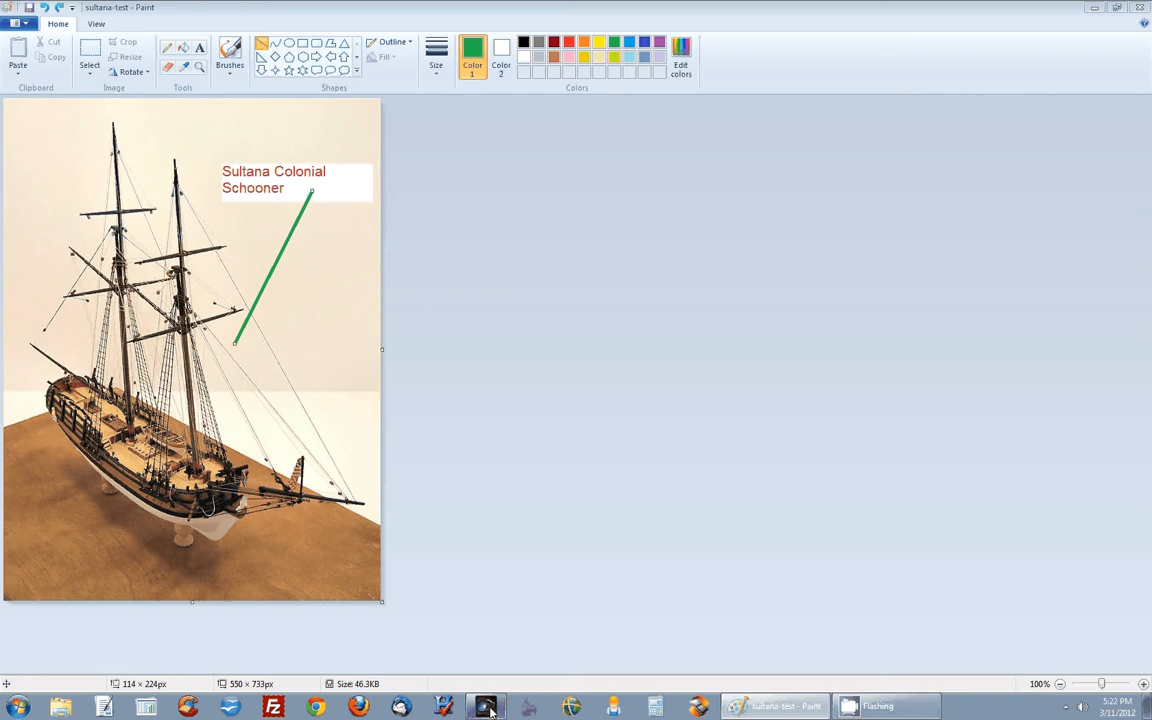 sultana-test - Paint
Home
View
Paste
Cut
Copy
Clipboard
Select
Crop
Resize
Rotate
Image
Tools
Brushes
Outline
Fill
Shapes
Size
Color
1
Color
2
Edit
colors
Colors
Sultana Colonial
Schooner
114 × 224px
550 × 733px
Size: 46.3KB
100%
sultana-test - Paint
Flashing
5:22 PM
3/11/2012